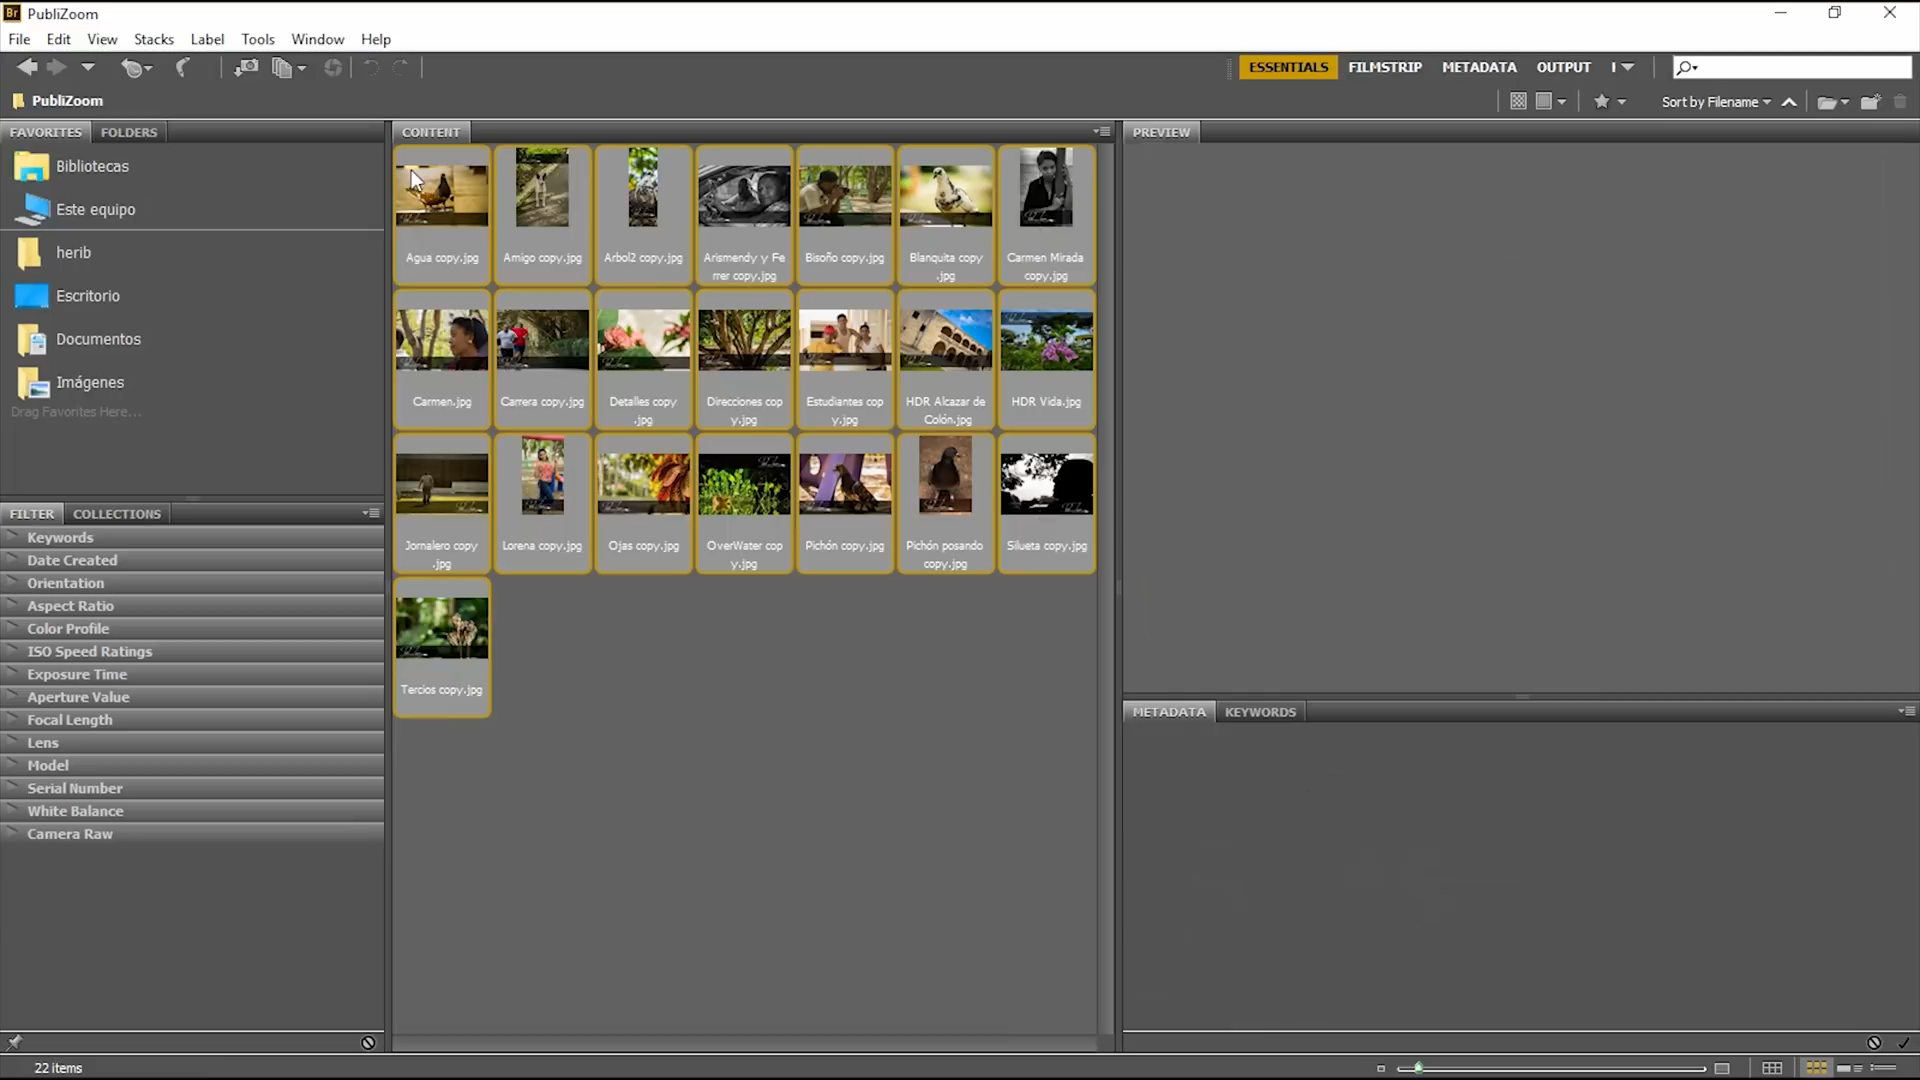 Br PubliZoom
File Edit View Stacks Label Tools Window Help
ESSENTIALS FILMSTRIP METADATA OUTPUT
PubliZoom
Sort by Filename
FAVORITES FOLDERS
Bibliotecas
Este equipo
herib
Escritorio
Documentos
Imágenes
Drag Favorites Here...
FILTER COLLECTIONS
Keywords
Date Created
Orientation
Aspect Ratio
Color Profile
ISO Speed Ratings
Exposure Time
Aperture Value
Focal Length
Lens
Model
Serial Number
White Balance
Camera Raw
CONTENT
Agua copy.jpg
Amigo copy.jpg
Arbol2 copy.jpg
Arismendy y Fe
rrer copy.jpg
Bisoño copy.jpg
Blanquita copy
.jpg
Carmen Mirada
copy.jpg
Carmen.jpg
Carrera copy.jpg
Detalles copy
.jpg
Direcciones cop
y.jpg
Estudiantes cop
y.jpg
HDR Alcazar de
Colón.jpg
HDR Vida.jpg
Jornalero copy
.jpg
Lorena copy.jpg
Ojas copy.jpg
OverWater cop
y.jpg
Pichón copy.jpg
Pichón posando
copy.jpg
Silueta copy.jpg
Tercios copy.jpg
PREVIEW
METADATA KEYWORDS
22 items